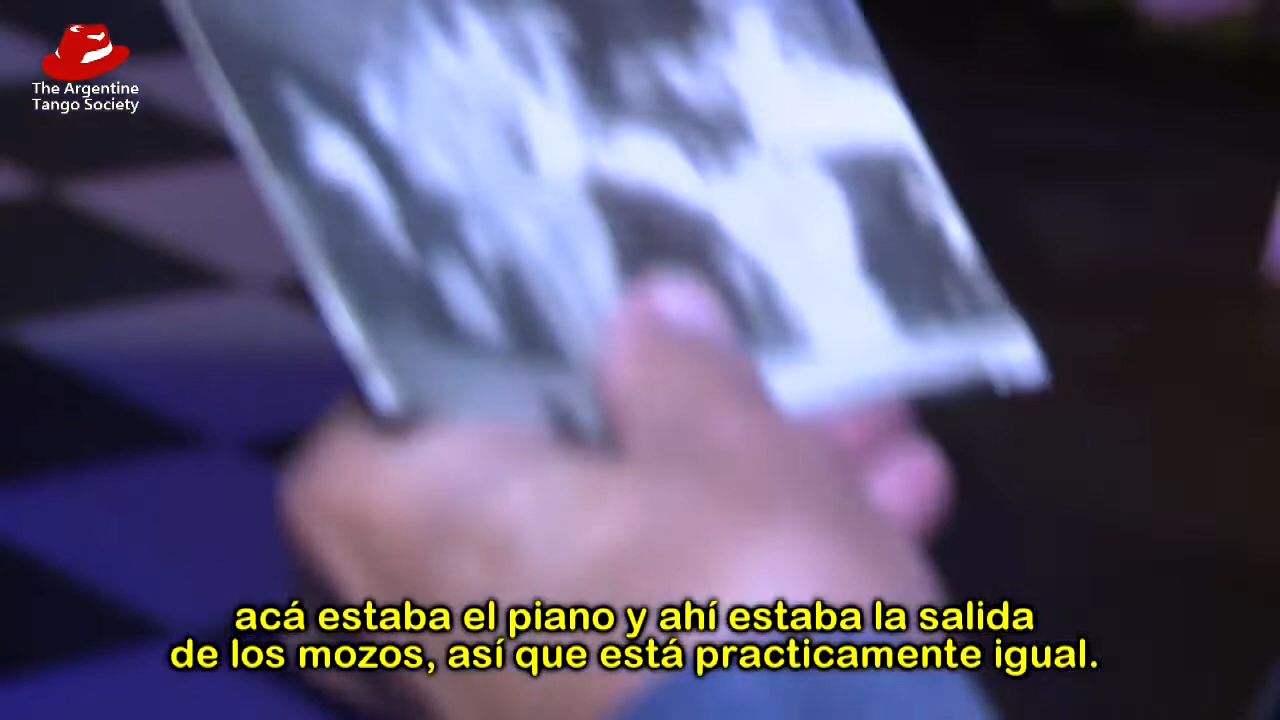 The Argentine
Tango Society
acá estaba el piano y ahí estaba la salida
de los mozos, así que está practicamente igual.